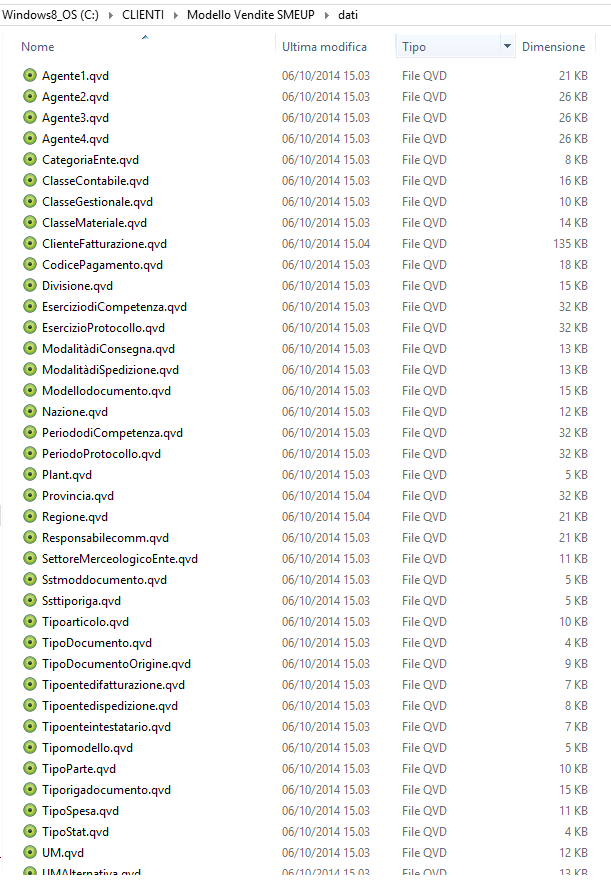 Windows8_OS (C:) CLIENTI Modello Vendite SMEUP dati
Nome Ultima modifica Tipo Dimensione
Agente1.qvd 06/10/2014 15.03 File QVD 21 KB
Agente2.qvd 06/10/2014 15.03 File QVD 26 KB
Agente3.qvd 06/10/2014 15.03 File QVD 26 KB
Agente4.qvd 06/10/2014 15.03 File QVD 26 KB
CategoriaEnte.qvd 06/10/2014 15.03 File QVD 8 KB
ClasseContabile.qvd 06/10/2014 15.03 File QVD 16 KB
ClasseGestionale.qvd 06/10/2014 15.03 File QVD 10 KB
ClasseMateriale.qvd 06/10/2014 15.03 File QVD 14 KB
ClienteFatturazione.qvd 06/10/2014 15.04 File QVD 135 KB
CodicePagamento.qvd 06/10/2014 15.03 File QVD 18 KB
Divisione.qvd 06/10/2014 15.03 File QVD 15 KB
EserciziodiCompetenza.qvd 06/10/2014 15.03 File QVD 32 KB
EsercizioProtocollo.qvd 06/10/2014 15.03 File QVD 32 KB
ModalitàdiConsegna.qvd 06/10/2014 15.03 File QVD 13 KB
ModalitàdiSpedizione.qvd 06/10/2014 15.03 File QVD 13 KB
Modellodocumento.qvd 06/10/2014 15.03 File QVD 15 KB
Nazione.qvd 06/10/2014 15.03 File QVD 12 KB
PeriododiCompetenza.qvd 06/10/2014 15.03 File QVD 32 KB
PeriodoProtocollo.qvd 06/10/2014 15.03 File QVD 32 KB
Plant.qvd 06/10/2014 15.03 File QVD 5 KB
Provincia.qvd 06/10/2014 15.04 File QVD 32 KB
Regione.qvd 06/10/2014 15.04 File QVD 21 KB
Responsabilecomm.qvd 06/10/2014 15.03 File QVD 21 KB
SettoreMerceologicoEnte.qvd 06/10/2014 15.03 File QVD 11 KB
Sstmoddocumento.qvd 06/10/2014 15.03 File QVD 5 KB
Ssttiporiga.qvd 06/10/2014 15.03 File QVD 5 KB
Tipoarticolo.qvd 06/10/2014 15.03 File QVD 10 KB
TipoDocumento.qvd 06/10/2014 15.03 File QVD 4 KB
TipoDocumentoOrigine.qvd 06/10/2014 15.03 File QVD 9 KB
Tipoentedifatturazione.qvd 06/10/2014 15.03 File QVD 7 KB
Tipoentedispedizione.qvd 06/10/2014 15.03 File QVD 8 KB
Tipoenteintestatario.qvd 06/10/2014 15.03 File QVD 7 KB
Tipomodello.qvd 06/10/2014 15.03 File QVD 5 KB
TipoParte.qvd 06/10/2014 15.03 File QVD 10 KB
Tiporigadocumento.qvd 06/10/2014 15.03 File QVD 15 KB
TipoSpesa.qvd 06/10/2014 15.03 File QVD 11 KB
TipoStat.qvd 06/10/2014 15.03 File QVD 4 KB
UM.qvd 06/10/2014 15.03 File QVD 12 KB
UMAlternativa.qvd 06/10/2014 15.03 File QVD 13 KB